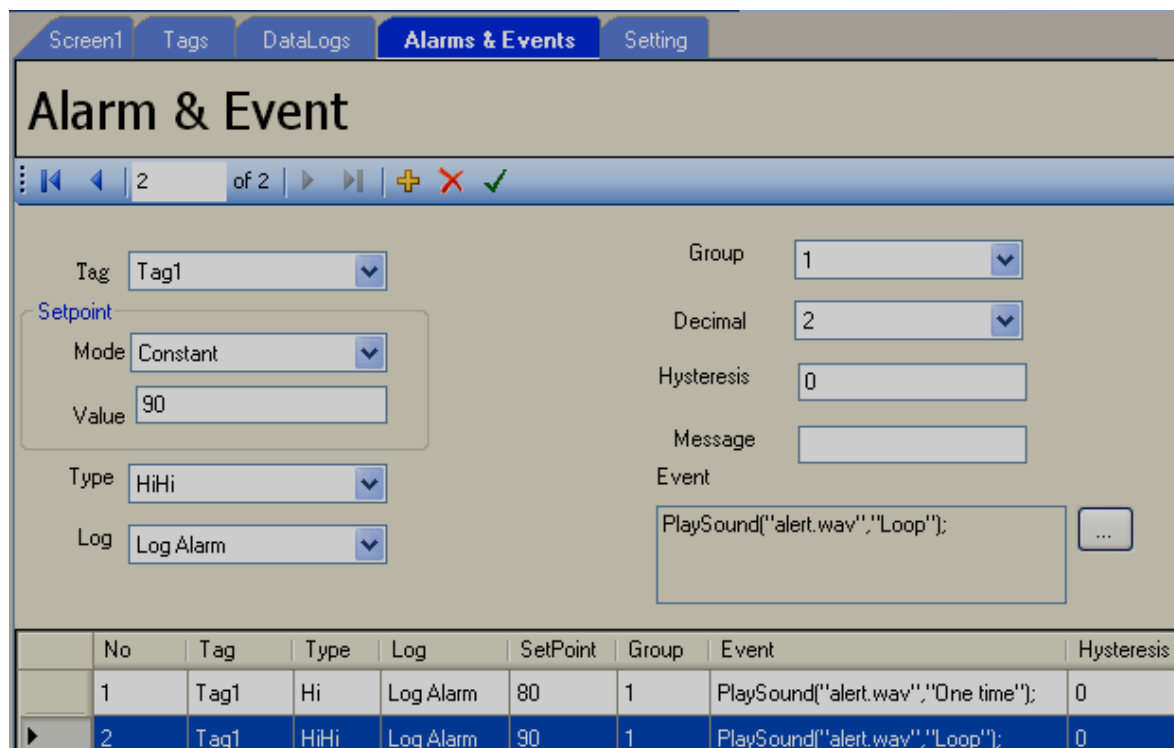 Screen1 Tags DataLogs Alarms & Events Setting
Alarm & Event
2 of 2
Tag Tag1
Group 1
Setpoint
Decimal 2
Mode Constant
Hysteresis 0
Value 90
Message
Type HiHi
Event
PlaySound("alert.wav","Loop");
...
Log Log Alarm
No Tag Type Log SetPoint Group Event Hysteresis
1 Tag1 Hi Log Alarm 80 1 PlaySound("alert.wav","One time"); 0
2 Tag1 HiHi Log Alarm 90 1 PlaySound("alert.wav","Loop"); 0